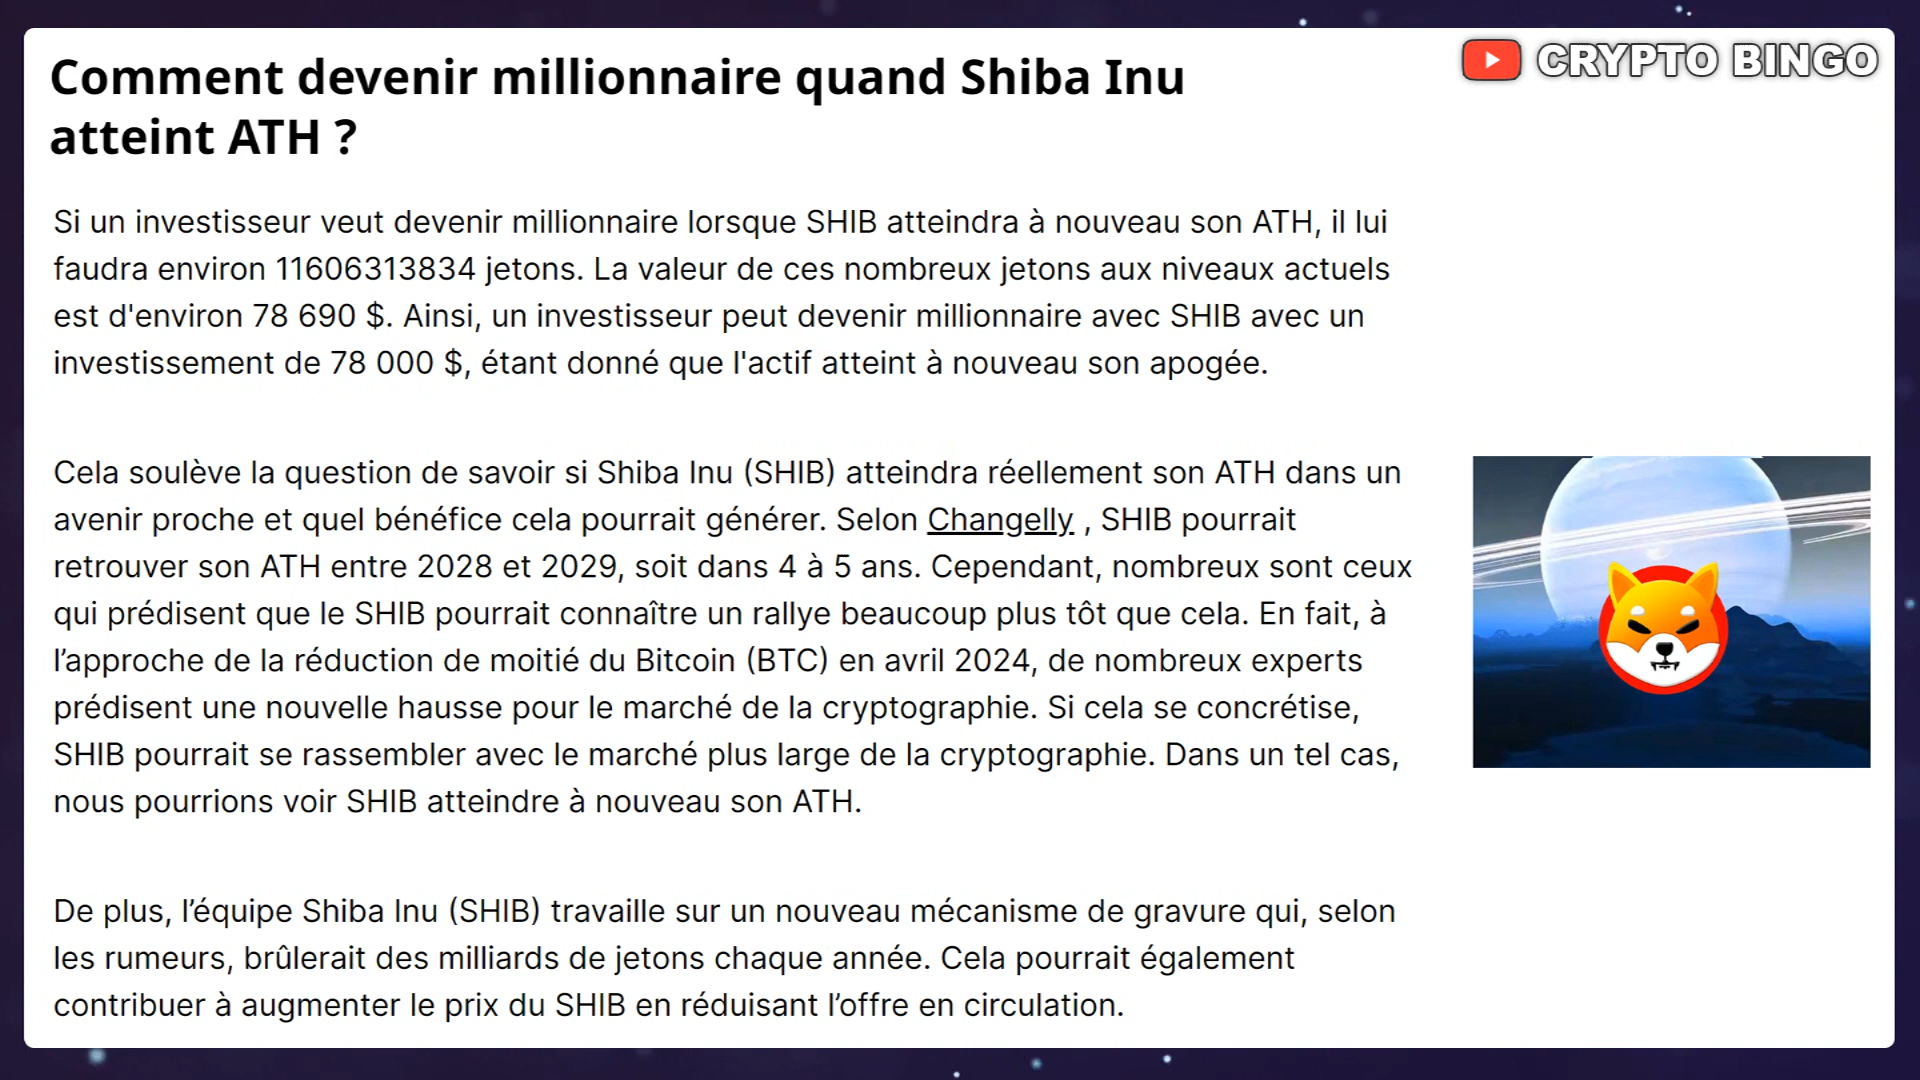 CRYPTO BINGO
Comment devenir millionnaire quand Shiba Inu
atteint ATH ?
Si un investisseur veut devenir millionnaire lorsque SHIB atteindra à nouveau son ATH, il lui
faudra environ 11606313834 jetons. La valeur de ces nombreux jetons aux niveaux actuels
est d'environ 78 690 $. Ainsi, un investisseur peut devenir millionnaire avec SHIB avec un
investissement de 78 000 $, étant donné que l'actif atteint à nouveau son apogée.
Cela soulève la question de savoir si Shiba Inu (SHIB) atteindra réellement son ATH dans un
avenir proche et quel bénéfice cela pourrait générer. Selon Changelly , SHIB pourrait
retrouver son ATH entre 2028 et 2029, soit dans 4 à 5 ans. Cependant, nombreux sont ceux
qui prédisent que le SHIB pourrait connaître un rallye beaucoup plus tôt que cela. En fait, à
l’approche de la réduction de moitié du Bitcoin (BTC) en avril 2024, de nombreux experts
prédisent une nouvelle hausse pour le marché de la cryptographie. Si cela se concrétise,
SHIB pourrait se rassembler avec le marché plus large de la cryptographie. Dans un tel cas,
nous pourrions voir SHIB atteindre à nouveau son ATH.
De plus, l’équipe Shiba Inu (SHIB) travaille sur un nouveau mécanisme de gravure qui, selon
les rumeurs, brûlerait des milliards de jetons chaque année. Cela pourrait également
contribuer à augmenter le prix du SHIB en réduisant l’offre en circulation.